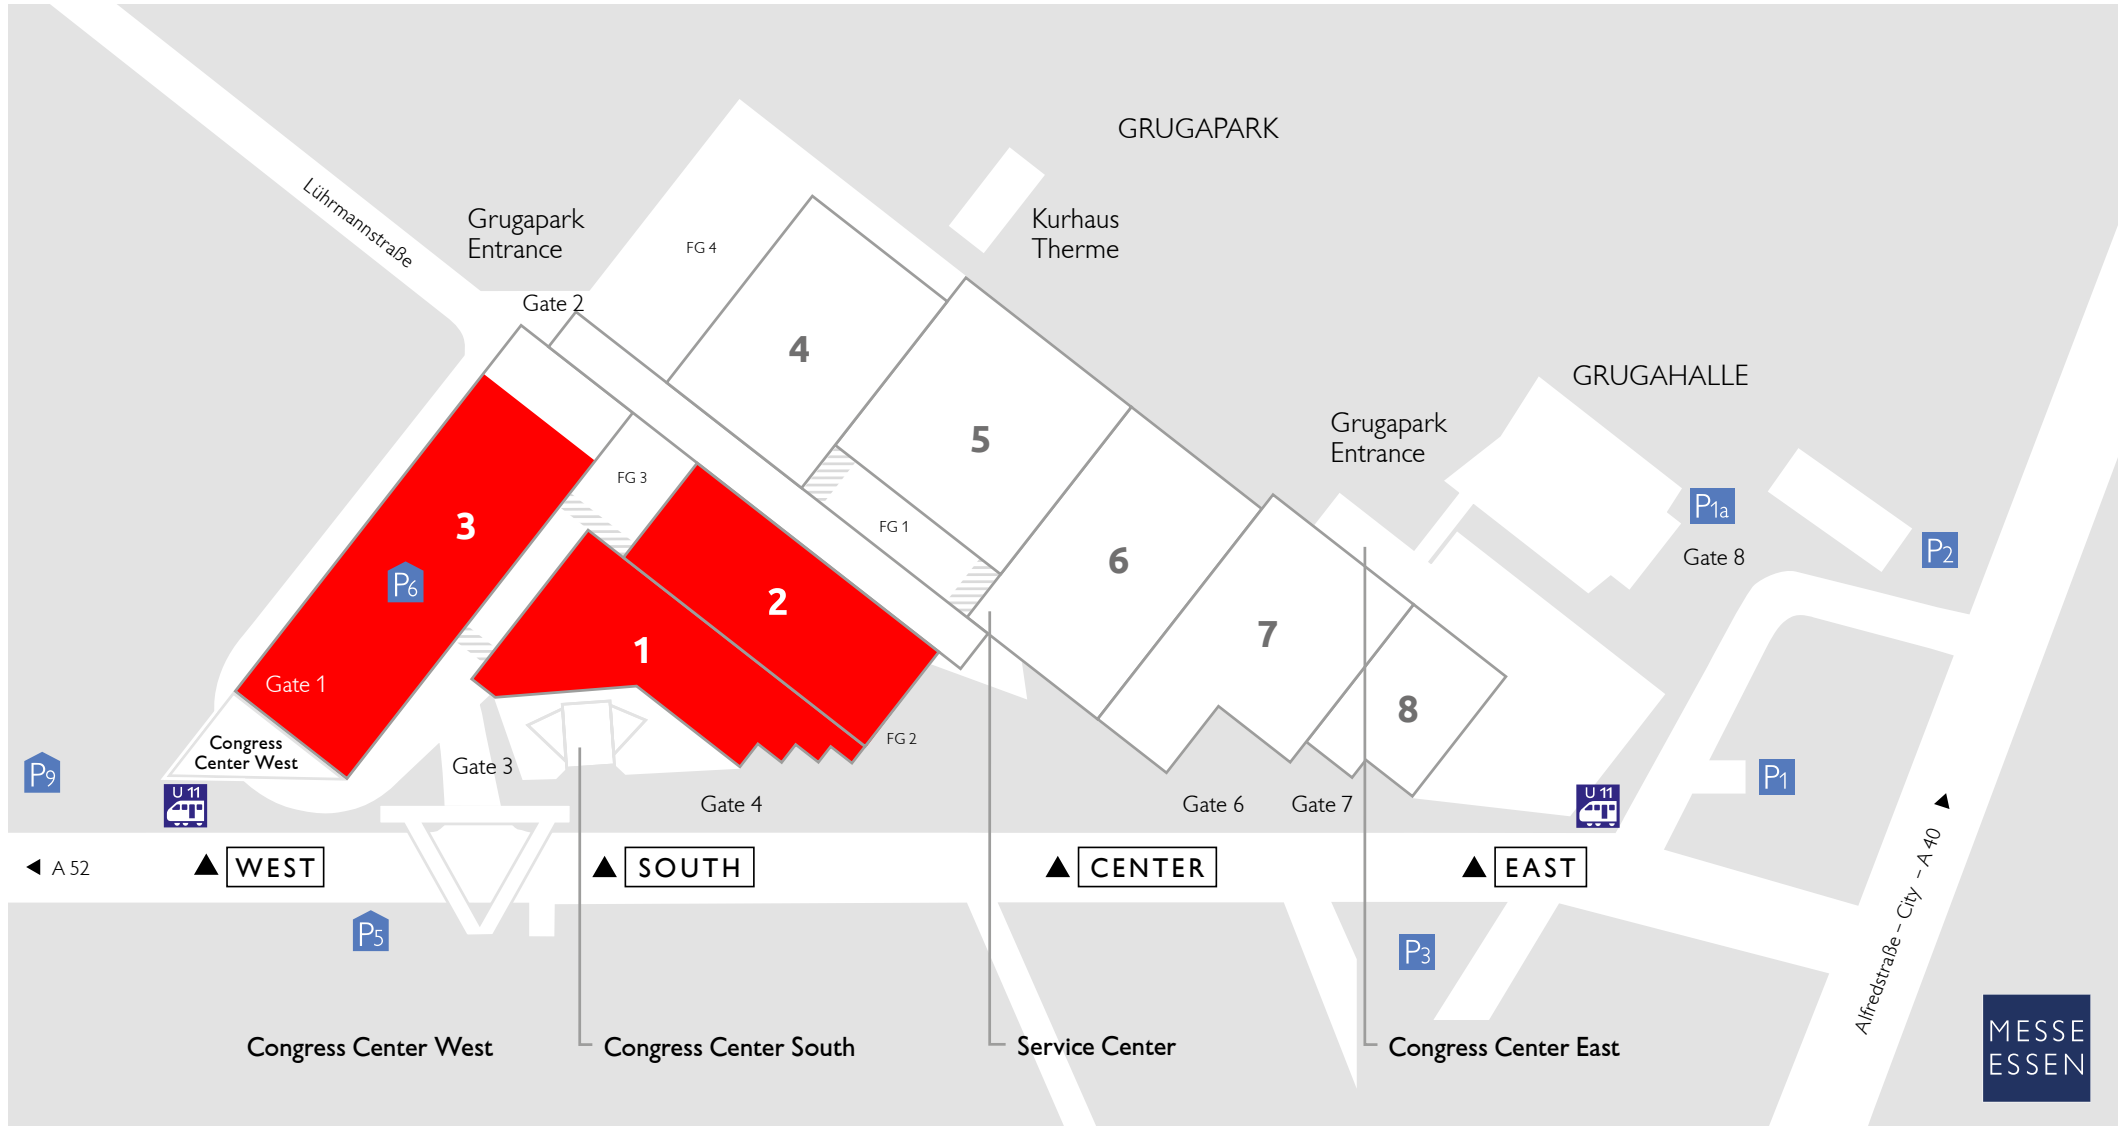 GRUGAPARK
Lührmannstraße
Grugapark
Entrance
Kurhaus
Therme
FG 4
Gate 2
4
GRUGAHALLE
5
Grugapark
Entrance
3
FG 3
FG 1
P1a
Gate 8
P2
P6
6
2
7
1
Gate 1
8
Congress
Center West
FG 2
Gate 3
P9
P1
U 11
Gate 4
Gate 6
Gate 7
U 11
A 52
WEST
SOUTH
CENTER
EAST
Alfredstraße – City – A 40
P5
P3
Congress Center West
Congress Center South
Service Center
Congress Center East
MESSE
ESSEN